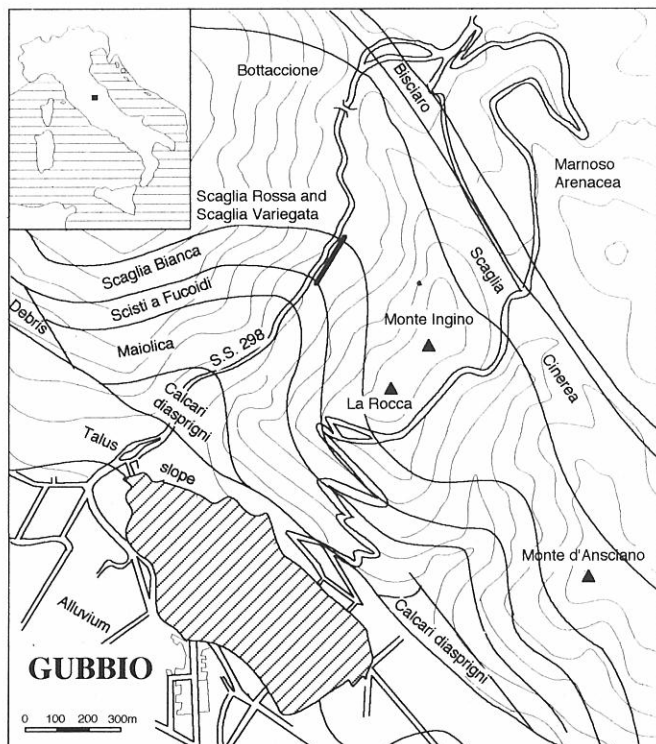 Bottaccione
Bisciaro
Marnoso
Arenacea
Scaglia Rossa and
Scaglia Variegata
Scaglia Bianca
Scisti a Fucoidi
Debris
Maiolica
S.S. 298
Scaglia
Monte Ingino
La Rocca
Cinerea
Calcari
diasprigni
Talus
slope
Monte d'Ansciano
Alluvium
Calcari diasprigni
GUBBIO
0 100 200 300m